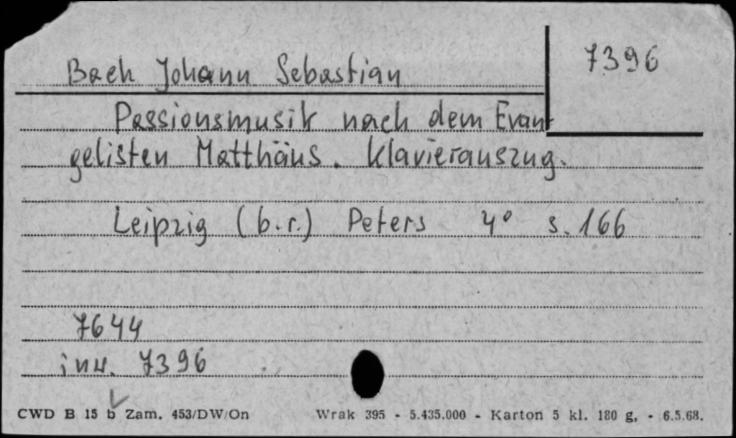 7396
Bach Johann Sebastian
Passionsmusik nach dem Evan
gelisten Matthäus. Klavierauszug.
Leipzig (b.r.) Peters 4° s. 166
7644
inw. 7396
CWD B 15 b Zam. 453/DW/On Wrak 395 - 5.435.000 - Karton 5 kl. 180 g. - 6.5.68.